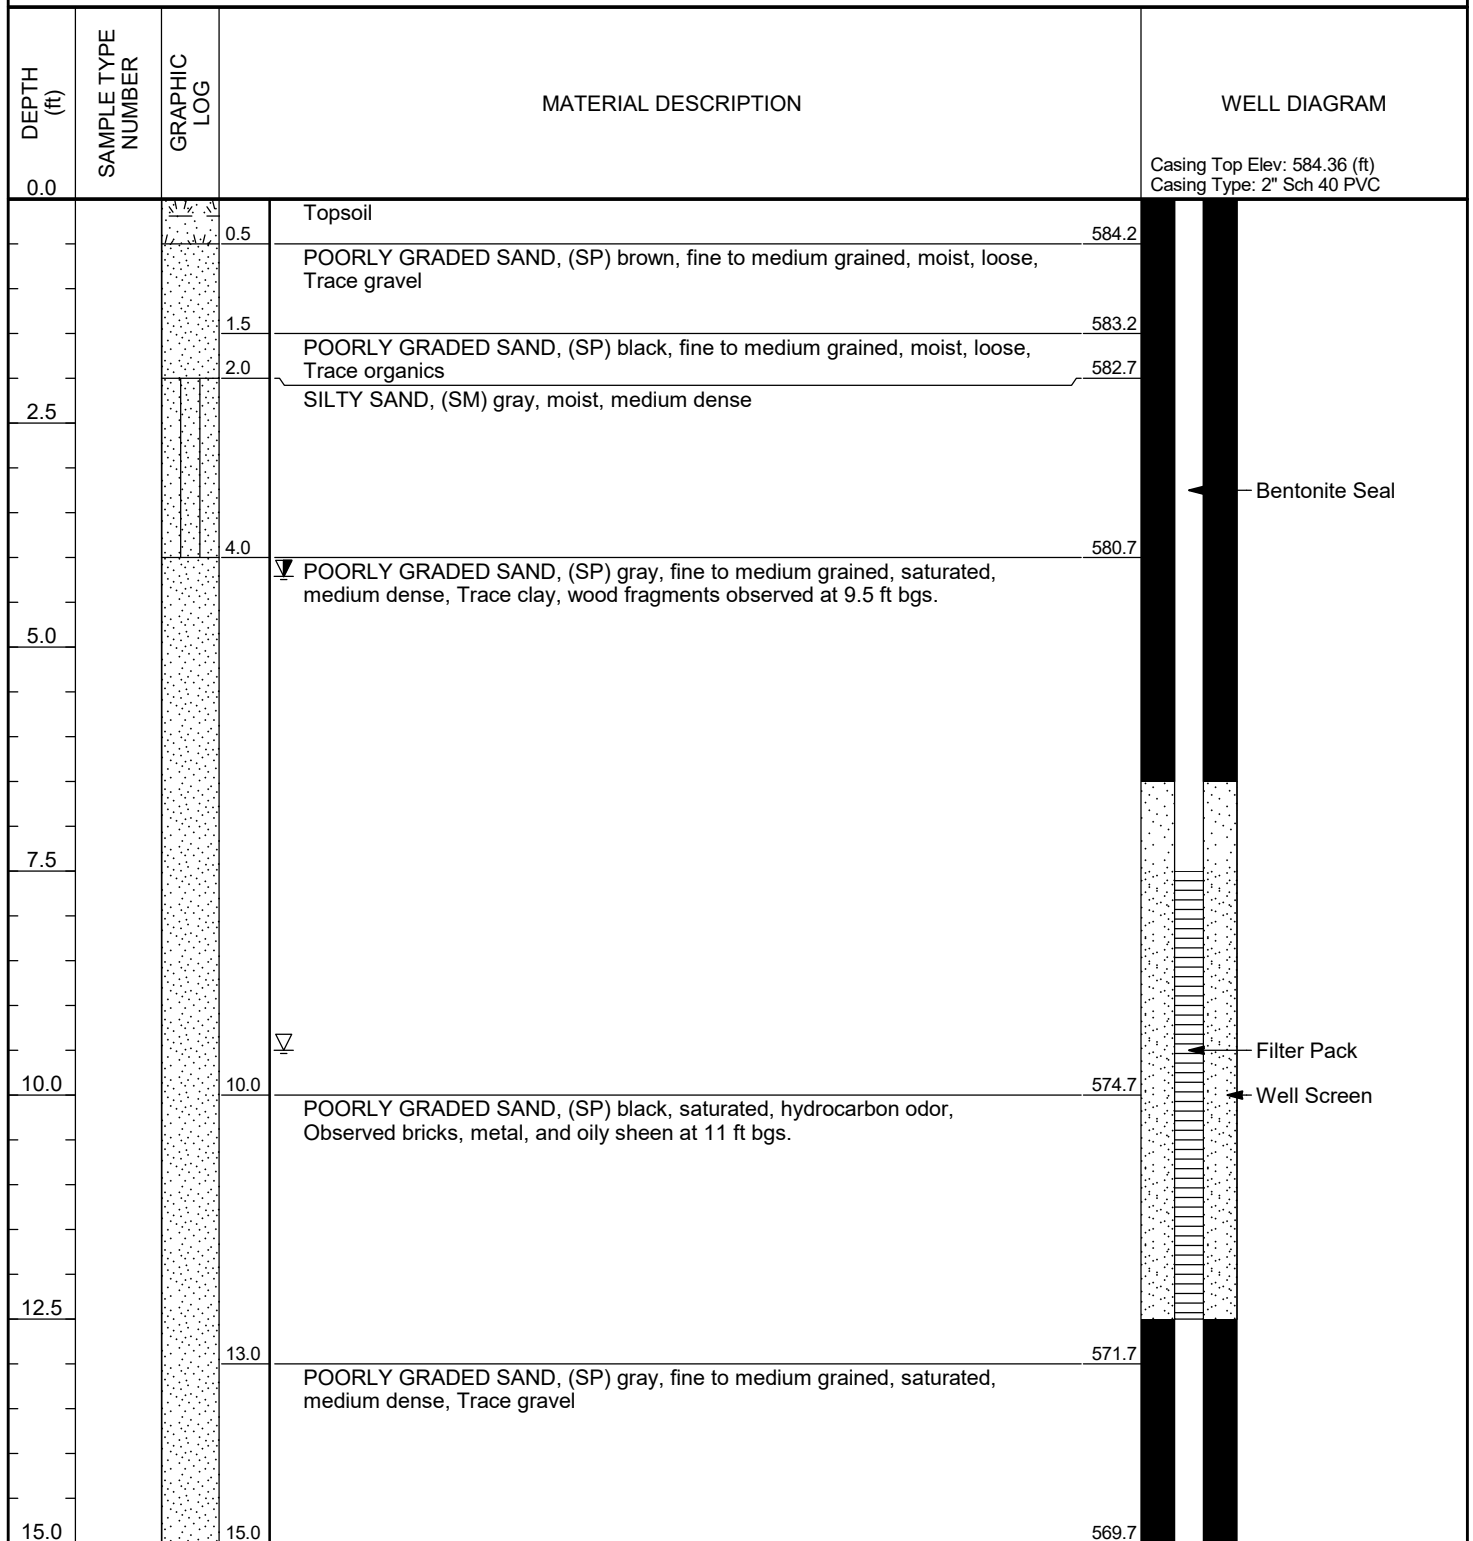 DEPTH
(ft)
SAMPLE TYPE
NUMBER
GRAPHIC
LOG
MATERIAL DESCRIPTION
WELL DIAGRAM
Casing Top Elev: 584.36 (ft)
Casing Type: 2" Sch 40 PVC
0.0
Topsoil
0.5
584.2
POORLY GRADED SAND, (SP) brown, fine to medium grained, moist, loose,
Trace gravel
1.5
583.2
POORLY GRADED SAND, (SP) black, fine to medium grained, moist, loose,
Trace organics
2.0
582.7
SILTY SAND, (SM) gray, moist, medium dense
2.5
Bentonite Seal
4.0
580.7
POORLY GRADED SAND, (SP) gray, fine to medium grained, saturated,
medium dense, Trace clay, wood fragments observed at 9.5 ft bgs.
5.0
7.5
Filter Pack
10.0
10.0
574.7
Well Screen
POORLY GRADED SAND, (SP) black, saturated, hydrocarbon odor,
Observed bricks, metal, and oily sheen at 11 ft bgs.
12.5
13.0
571.7
POORLY GRADED SAND, (SP) gray, fine to medium grained, saturated,
medium dense, Trace gravel
15.0
15.0
569.7